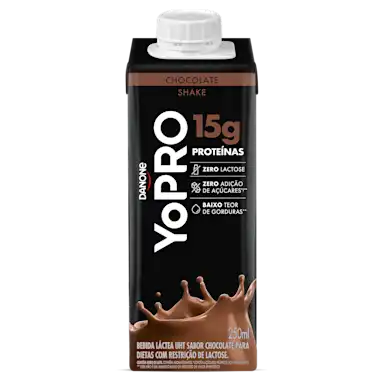 CHOCOLATE
SHAKE
15g
PROTEÍNAS
ZERO LACTOSE
ZERO ADIÇÃO
DE AÇÚCARES**
BAIXO TEOR
DE GORDURAS**
DANONE
YoPRO
250ml
BEBIDA LÁCTEA UHT SABOR CHOCOLATE PARA
DIETAS COM RESTRIÇÃO DE LACTOSE.